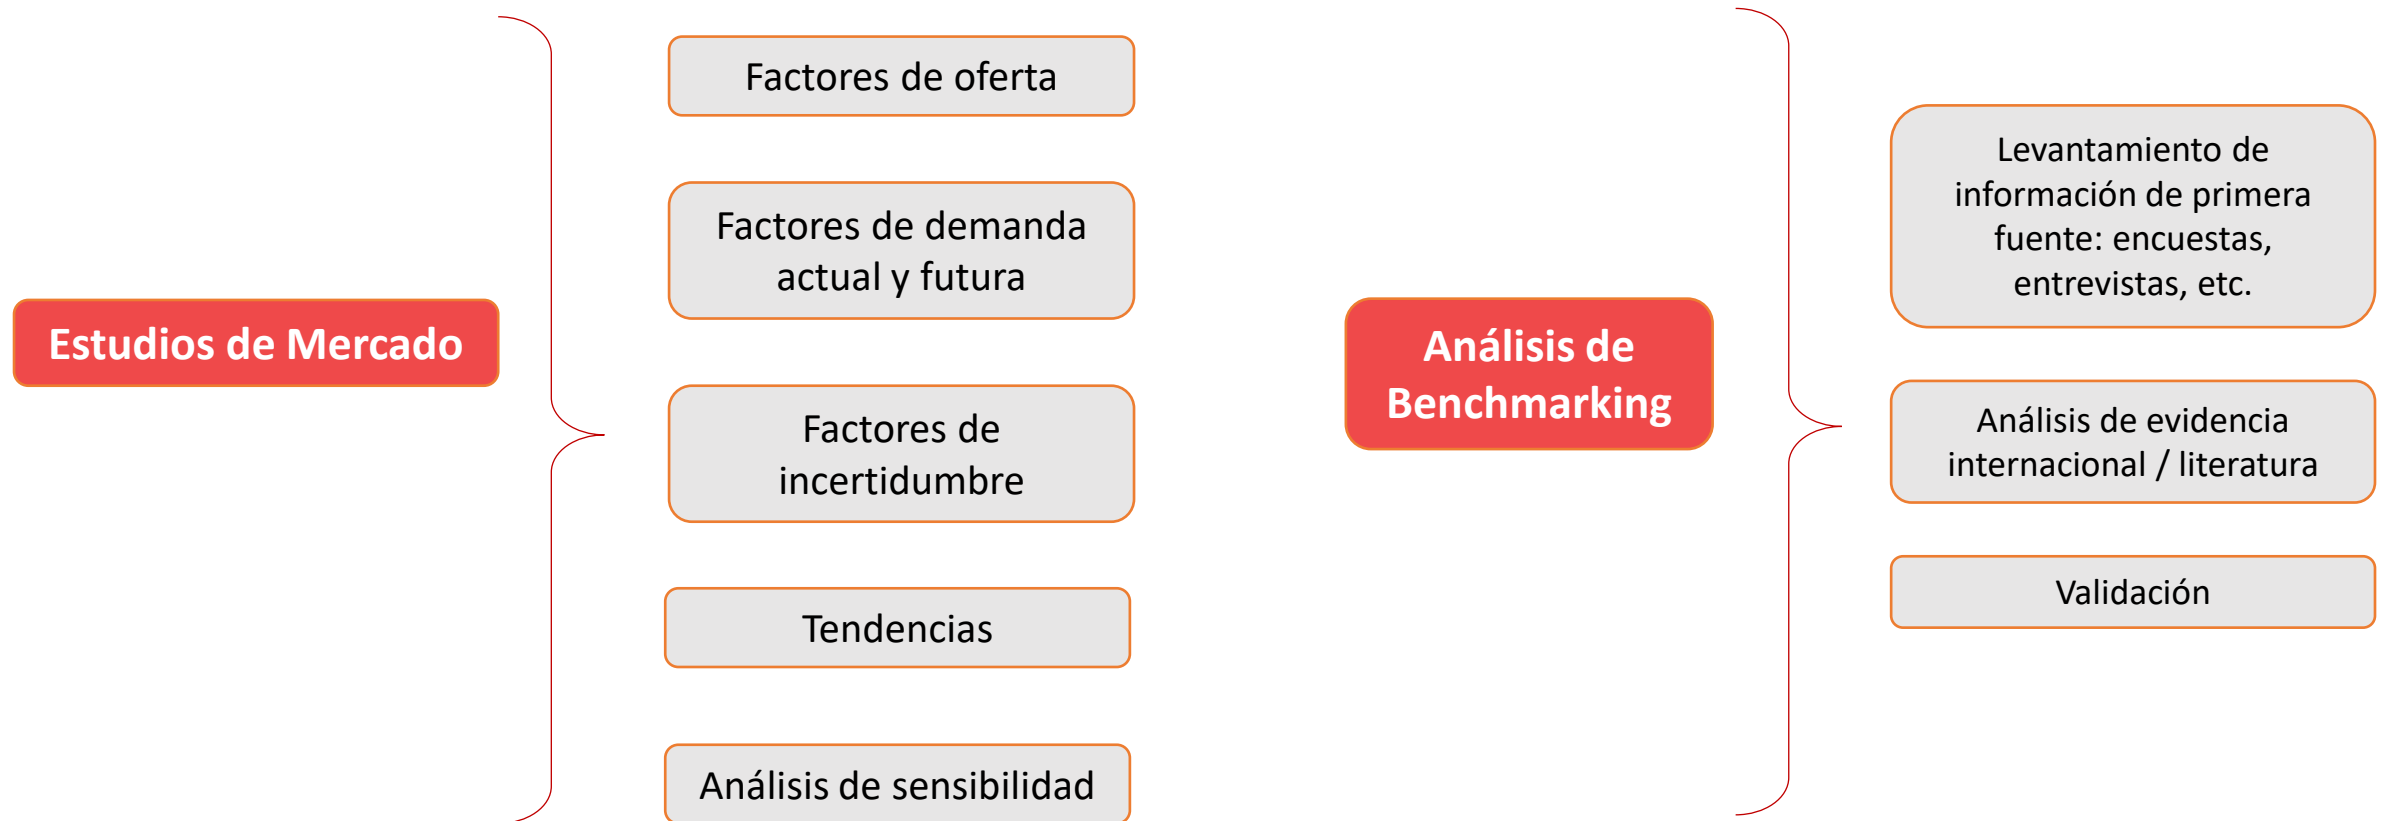 Estudios de Mercado
Factores de oferta
Factores de demanda
actual y futura
Factores de
incertidumbre
Tendencias
Análisis de sensibilidad
Análisis de
Benchmarking
Levantamiento de
información de primera
fuente: encuestas,
entrevistas, etc.
Análisis de evidencia
internacional / literatura
Validación